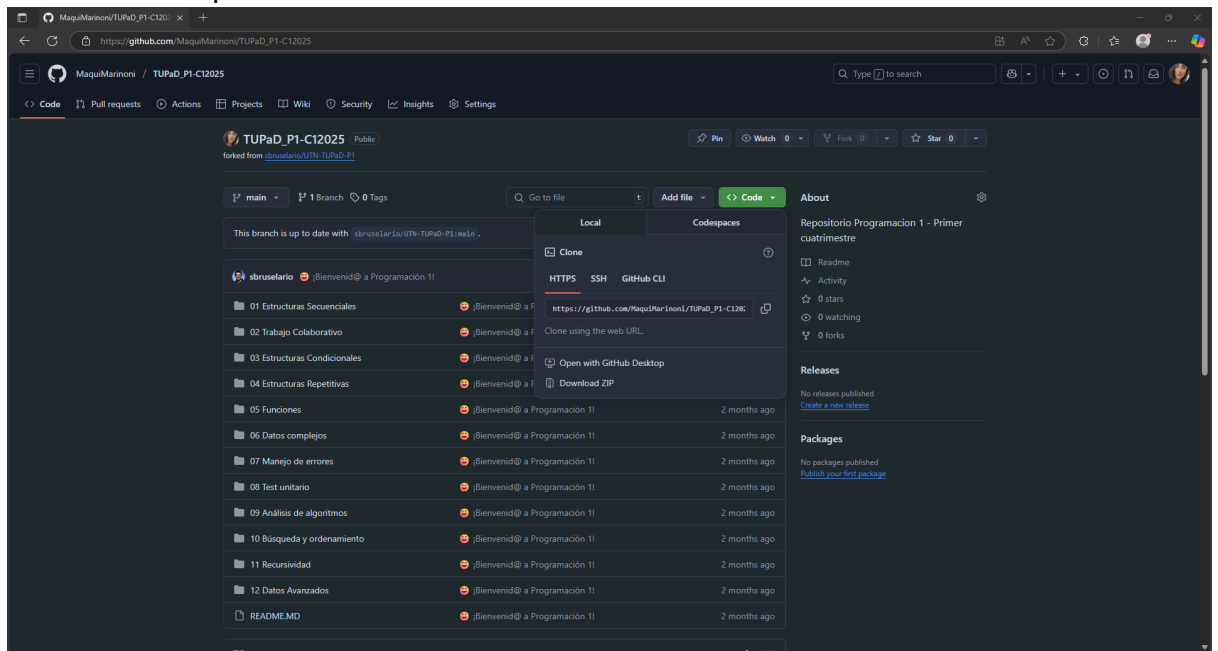 MaquiMarinoni/TUPaD_P1-C1202
https://github.com/MaquiMarinoni/TUPaD_P1-C12025
MaquiMarinoni / TUPaD_P1-C12025
Type / to search
Code Pull requests Actions Projects Wiki Security Insights Settings
TUPaD_P1-C12025 Public
Pin Watch 0 Fork 0 Star 0
forked from sbruselario/UTN-TUPaD-P1
main 1 Branch 0 Tags Go to file t Add file Code
This branch is up to date with sbruselario/UTN-TUPaD-P1:main .
sbruselario ¡Bienvenid@ a Programación 1!
01 Estructuras Secuenciales ¡Bienvenid@ a
02 Trabajo Colaborativo ¡Bienvenid@ a
03 Estructuras Condicionales ¡Bienvenid@ a
04 Estructuras Repetitivas ¡Bienvenid@ a
05 Funciones ¡Bienvenid@ a Programación 1! 2 months ago
06 Datos complejos ¡Bienvenid@ a Programación 1! 2 months ago
07 Manejo de errores ¡Bienvenid@ a Programación 1! 2 months ago
08 Test unitario ¡Bienvenid@ a Programación 1! 2 months ago
09 Análisis de algoritmos ¡Bienvenid@ a Programación 1! 2 months ago
10 Búsqueda y ordenamiento ¡Bienvenid@ a Programación 1! 2 months ago
11 Recursividad ¡Bienvenid@ a Programación 1! 2 months ago
12 Datos Avanzados ¡Bienvenid@ a Programación 1! 2 months ago
README.MD ¡Bienvenid@ a Programación 1! 2 months ago
Local Codespaces
Clone
HTTPS SSH GitHub CLI
https://github.com/MaquiMarinoni/TUPaD_P1-C1202
Clone using the web URL.
Open with GitHub Desktop
Download ZIP
About
Repositorio Programacion 1 - Primer
cuatrimestre
Readme
Activity
0 stars
0 watching
0 forks
Releases
No releases published
Create a new release
Packages
No packages published
Publish your first package